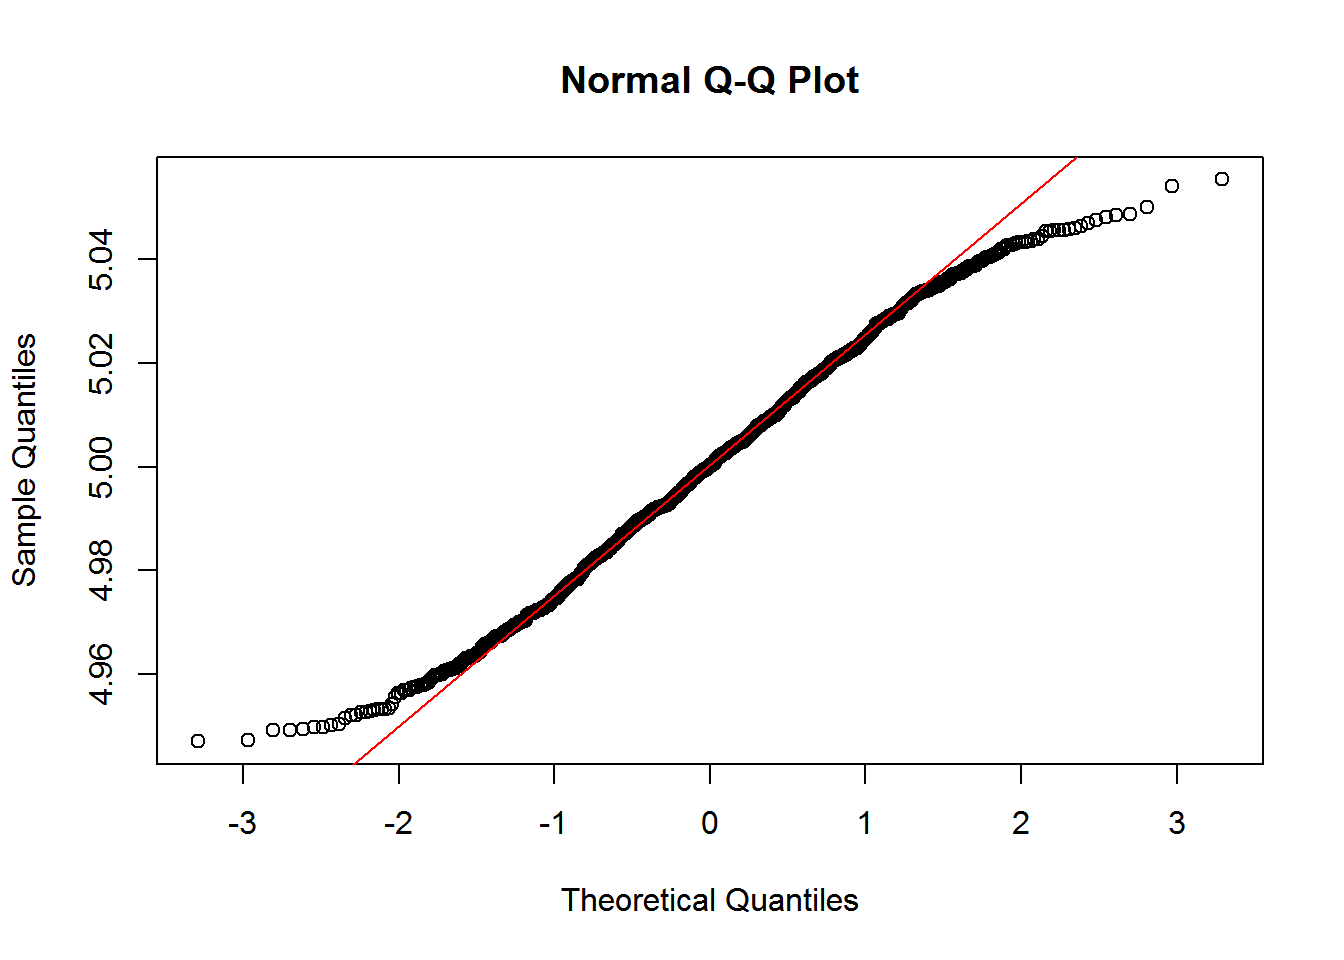 Normal Q-Q Plot
Sample Quantiles
5.04
5.02
5.00
4.98
4.96
-3 -2 -1 0 1 2 3
Theoretical Quantiles